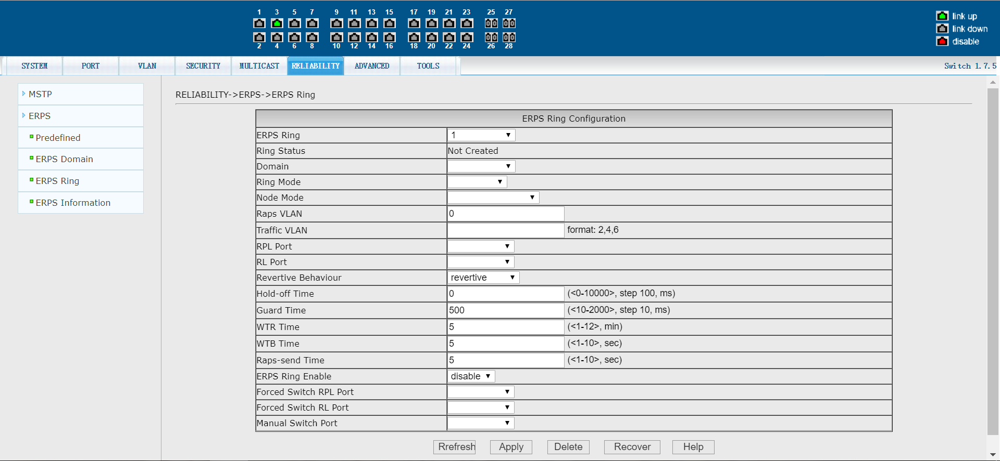 1 3 5 7 9 11 13 15 17 19 21 23 25 27
2 4 6 8 10 12 14 16 18 20 22 24 26 28
link up
link down
disable
SYSTEM PORT VLAN SECURITY MULTICAST RELIABILITY ADVANCED TOOLS Switch 1.7.5
MSTP
ERPS
Predefined
ERPS Domain
ERPS Ring
ERPS Information
RELIABILITY->ERPS->ERPS Ring
ERPS Ring Configuration
ERPS Ring 1
Ring Status Not Created
Domain
Ring Mode
Node Mode
Raps VLAN 0
Traffic VLAN format: 2,4,6
RPL Port
RL Port
Revertive Behaviour revertive
Hold-off Time 0 (<0-10000>, step 100, ms)
Guard Time 500 (<10-2000>, step 10, ms)
WTR Time 5 (<1-12>, min)
WTB Time 5 (<1-10>, sec)
Raps-send Time 5 (<1-10>, sec)
ERPS Ring Enable disable
Forced Switch RPL Port
Forced Switch RL Port
Manual Switch Port
Rrefresh Apply Delete Recover Help